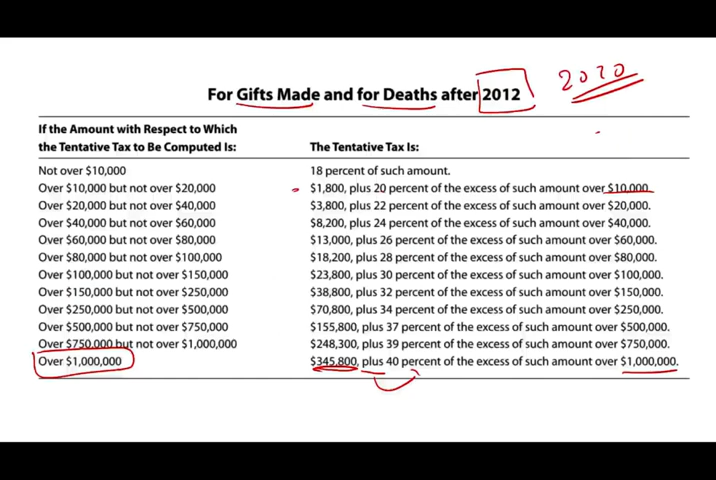 2020
For Gifts Made and for Deaths after 2012
If the Amount with Respect to Which
the Tentative Tax to Be Computed Is: The Tentative Tax Is:
Not over $10,000 18 percent of such amount.
Over $10,000 but not over $20,000 $1,800, plus 20 percent of the excess of such amount over $10,000.
Over $20,000 but not over $40,000 $3,800, plus 22 percent of the excess of such amount over $20,000.
Over $40,000 but not over $60,000 $8,200, plus 24 percent of the excess of such amount over $40,000.
Over $60,000 but not over $80,000 $13,000, plus 26 percent of the excess of such amount over $60,000.
Over $80,000 but not over $100,000 $18,200, plus 28 percent of the excess of such amount over $80,000.
Over $100,000 but not over $150,000 $23,800, plus 30 percent of the excess of such amount over $100,000.
Over $150,000 but not over $250,000 $38,800, plus 32 percent of the excess of such amount over $150,000.
Over $250,000 but not over $500,000 $70,800, plus 34 percent of the excess of such amount over $250,000.
Over $500,000 but not over $750,000 $155,800, plus 37 percent of the excess of such amount over $500,000.
Over $750,000 but not over $1,000,000 $248,300, plus 39 percent of the excess of such amount over $750,000.
Over $1,000,000 $345,800, plus 40 percent of the excess of such amount over $1,000,000.